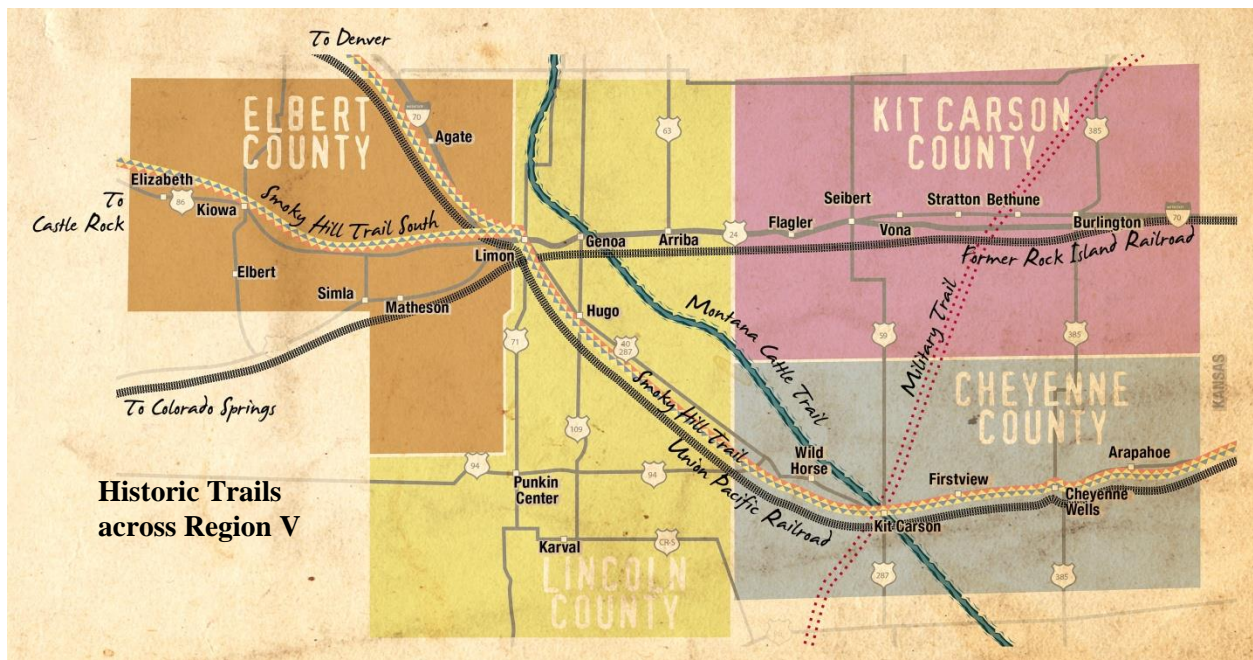 To Denver
ELBERT
COUNTY
INTERSTATE
70
Agate
63
KIT CARSON
COUNTY
385
Elizabeth
To
Castle Rock
86
Kiowa
Smoky Hill Trail South
Seibert
Stratton
Bethune
Flagler
Vona
Burlington
70
Limon
Genoa
Arriba
24
Former Rock Island Railroad
Elbert
Simla
Matheson
Hugo
Montana Cattle Trail
Military Trail
71
40
287
59
385
To Colorado Springs
Smoky Hill Trail
CHEYENNE
COUNTY
KANSAS
109
Union Pacific Railroad
Wild
Horse
Arapahoe
94
94
Firstview
Historic Trails
across Region V
Punkin
Center
Cheyenne
Wells
Kit Carson
Karval
CR-S
LINCOLN
COUNTY
287
385